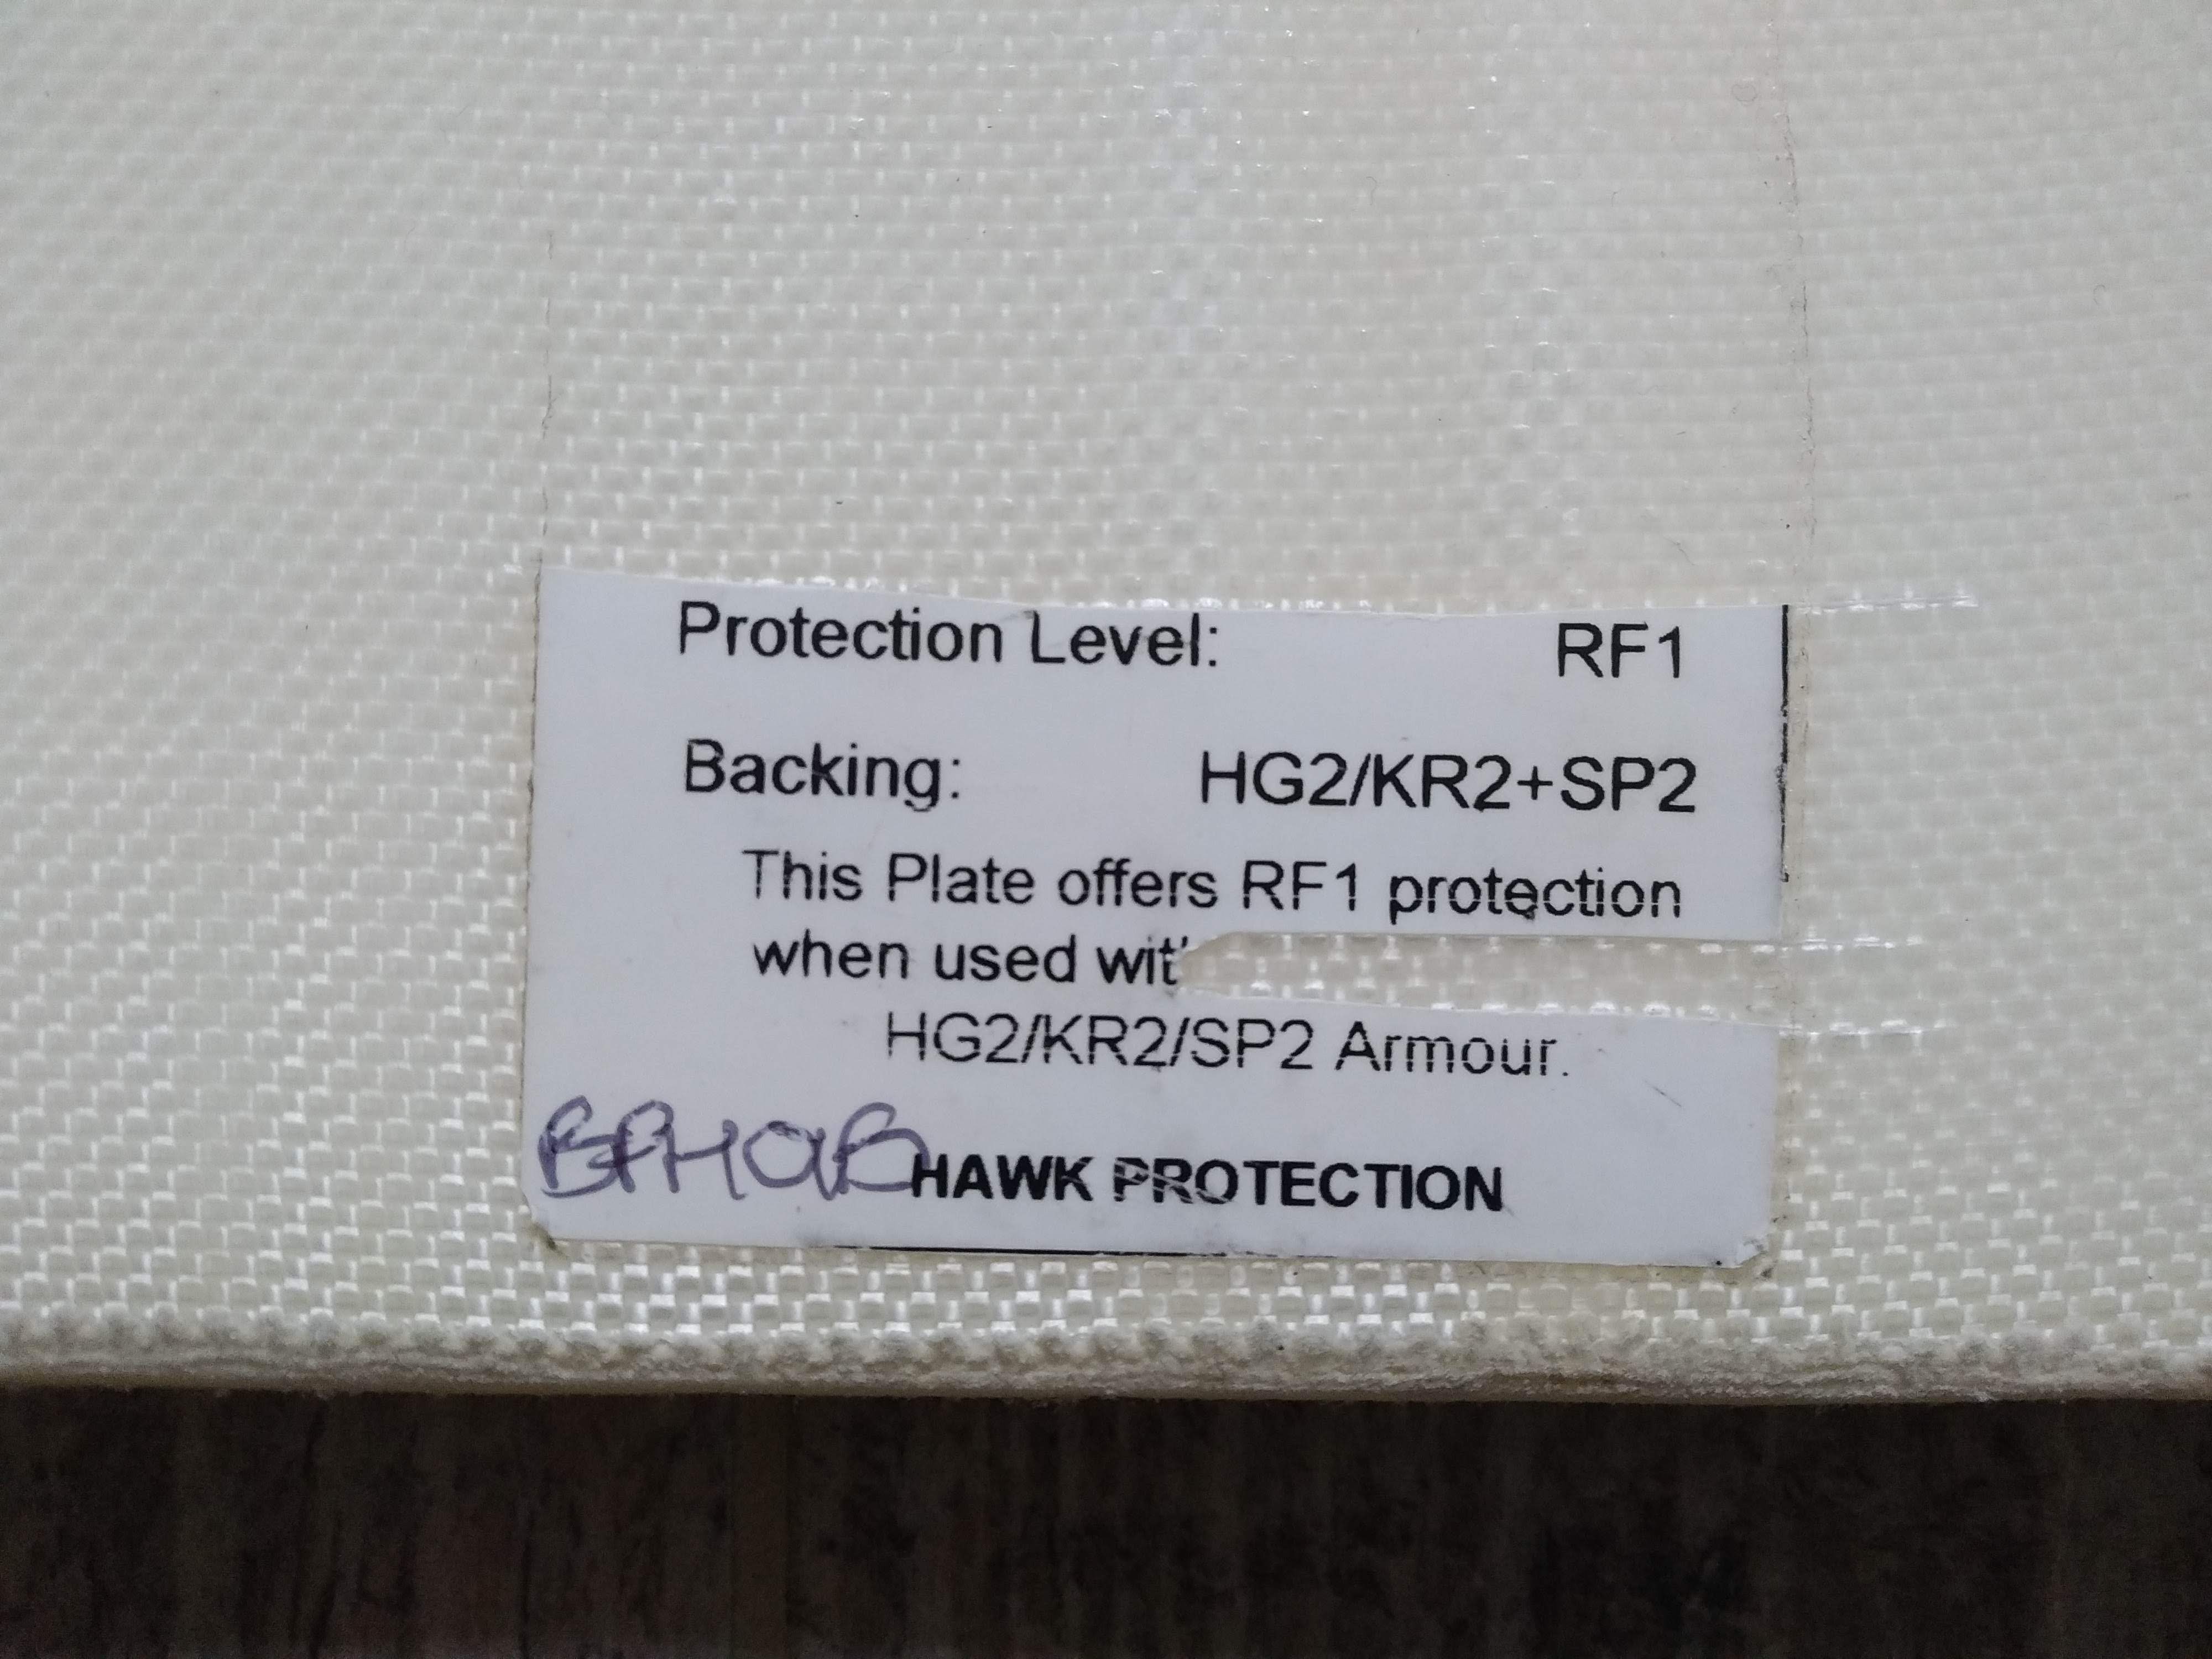 Protection Level: RF1
Backing: HG2/KR2+SP2
This Plate offers RF1 protection
when used
HG2/KR2/SP2 Armour.
HAWK PROTECTION